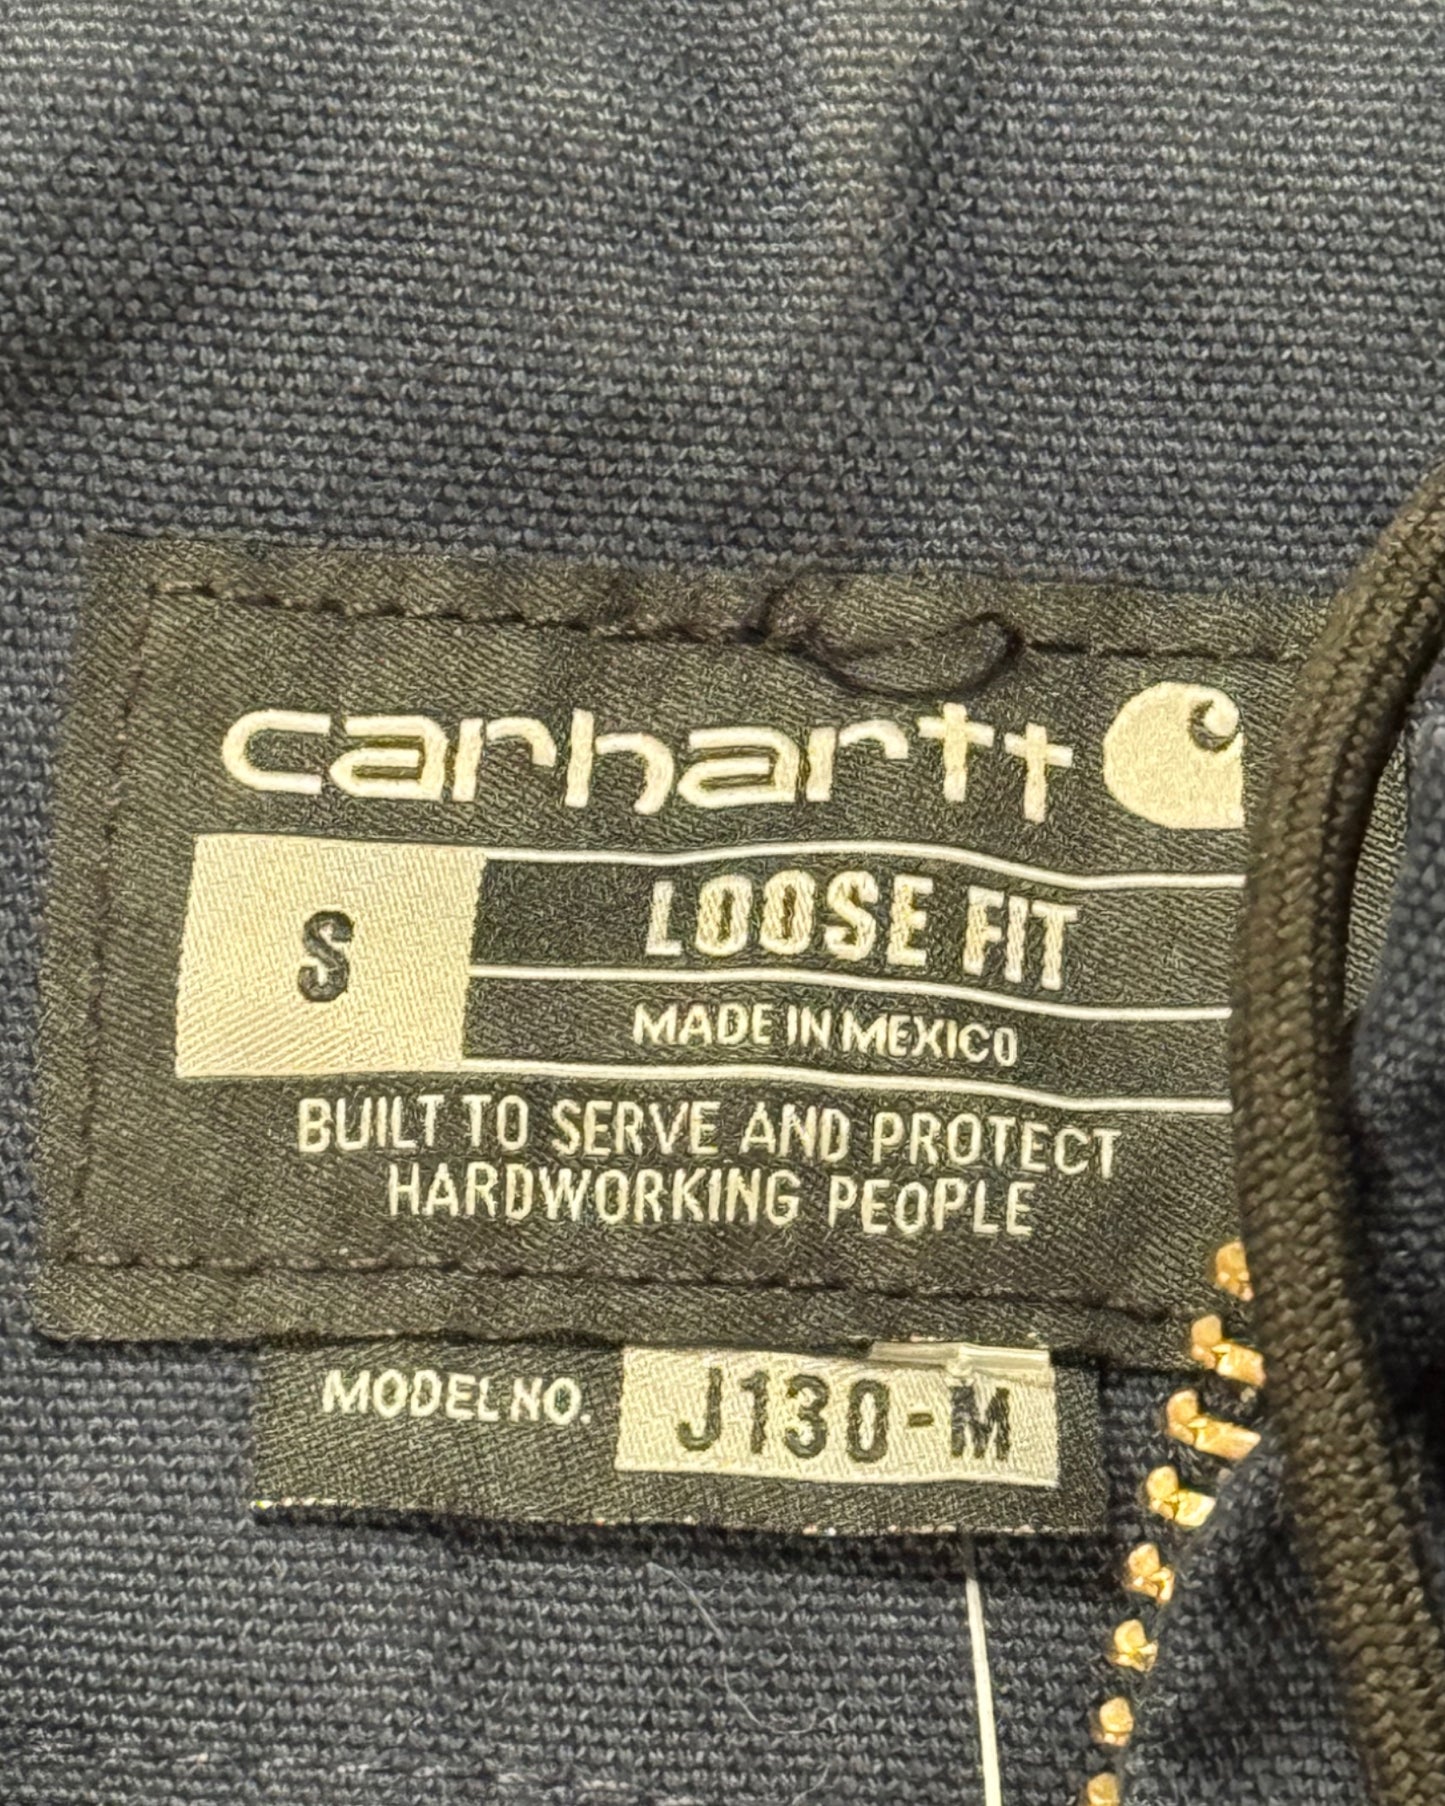 carhartt
S
LOOSE FIT
MADE IN MEXICO
BUILT TO SERVE AND PROTECT
HARDWORKING PEOPLE
MODEL NO. J130-M